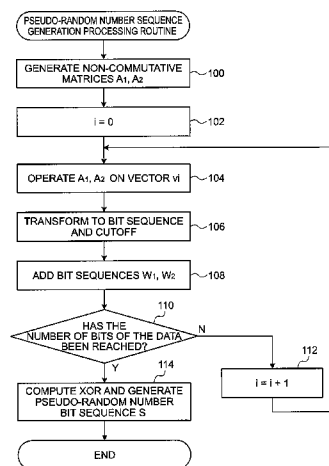 PSEUDO-RANDOM NUMBER SEQUENCE
GENERATION PROCESSING ROUTINE
GENERATE NON-COMMUTATIVE
MATRICES A1, A2
100
i = 0
102
OPERATE A1, A2 ON VECTOR vi
104
TRANSFORM TO BIT SEQUENCE
AND CUTOFF
106
ADD BIT SEQUENCES W1, W2
108
110
HAS THE
NUMBER OF BITS OF THE DATA
BEEN REACHED?
N
Y
112
i = i + 1
114
COMPUTE XOR AND GENERATE
PSEUDO-RANDOM NUMBER
BIT SEQUENCE S
END